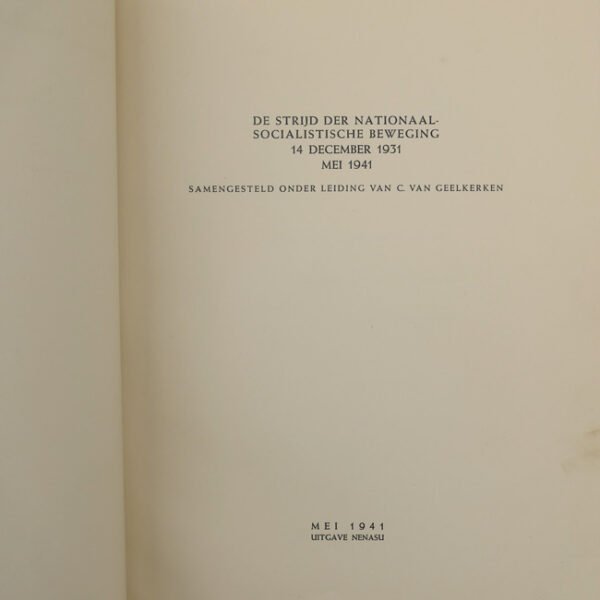 DE STRIJD DER NATIONAAL-
SOCIALISTISCHE BEWEGING
14 DECEMBER 1931
MEI 1941
SAMENGESTELD ONDER LEIDING VAN C. VAN GEELKERKEN
MEI 1941
UITGAVE NENASU